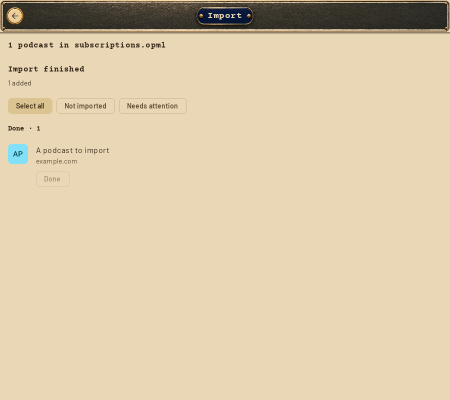 Import
1 podcast in subscriptions.opml
Import finished
1 added
Select all
Not imported
Needs attention
Done · 1
AP
A podcast to import
example.com
Done